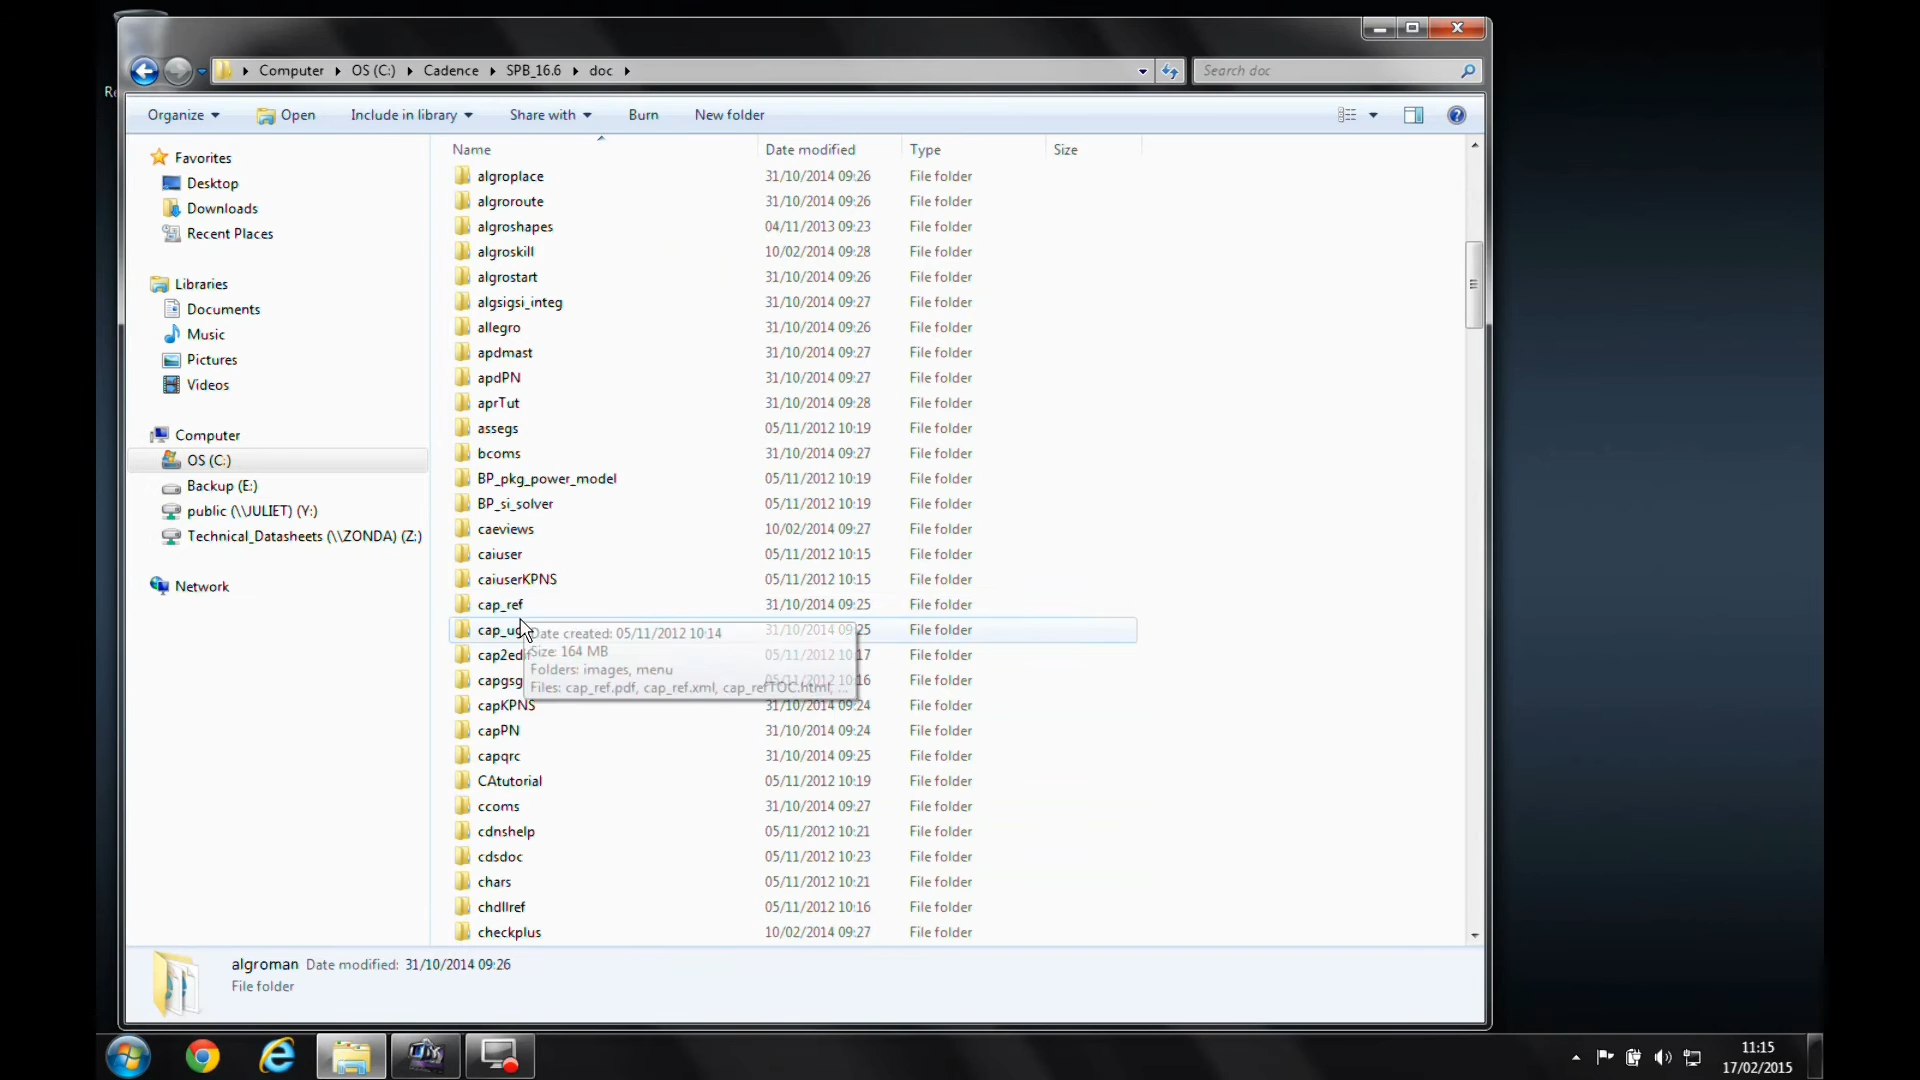 Re
Computer OS (C:) Cadence SPB_16.6 doc
Search doc
Organize Open Include in library Share with Burn New folder
Favorites
Desktop
Downloads
Recent Places
Libraries
Documents
Music
Pictures
Videos
Computer
OS (C:)
Backup (E:)
public (\\JULIET) (Y:)
Technical_Datasheets (\\ZONDA) (Z:)
Network
Name Date modified Type Size
algroplace 31/10/2014 09:26 File folder
algroroute 31/10/2014 09:26 File folder
algroshapes 04/11/2013 09:23 File folder
algroskill 10/02/2014 09:28 File folder
algrostart 31/10/2014 09:26 File folder
algsigsi_integ 31/10/2014 09:27 File folder
allegro 31/10/2014 09:26 File folder
apdmast 31/10/2014 09:27 File folder
apdPN 31/10/2014 09:27 File folder
aprTut 31/10/2014 09:28 File folder
assegs 05/11/2012 10:19 File folder
bcoms 31/10/2014 09:27 File folder
BP_pkg_power_model 05/11/2012 10:19 File folder
BP_si_solver 05/11/2012 10:19 File folder
caeviews 10/02/2014 09:27 File folder
caiuser 05/11/2012 10:15 File folder
caiuserKPNS 05/11/2012 10:15 File folder
cap_ref 31/10/2014 09:25 File folder
31/10/2014 09:25 File folder
05/11/2012 10:17 File folder
File folder
capKPNS 31/10/2014 09:24 File folder
capPN 31/10/2014 09:24 File folder
capqrc 31/10/2014 09:25 File folder
CAtutorial 05/11/2012 10:19 File folder
ccoms 31/10/2014 09:27 File folder
cdnshelp 05/11/2012 10:21 File folder
cdsdoc 05/11/2012 10:23 File folder
chars 05/11/2012 10:21 File folder
chdllref 05/11/2012 10:16 File folder
checkplus 10/02/2014 09:27 File folder
Date created: 05/11/2012 10:14
Size: 164 MB
Folders: images, menu
Files: cap_ref.pdf, cap_ref.xml, cap_refTOC.html, ...
algroman Date modified: 31/10/2014 09:26
File folder
11:15
17/02/2015